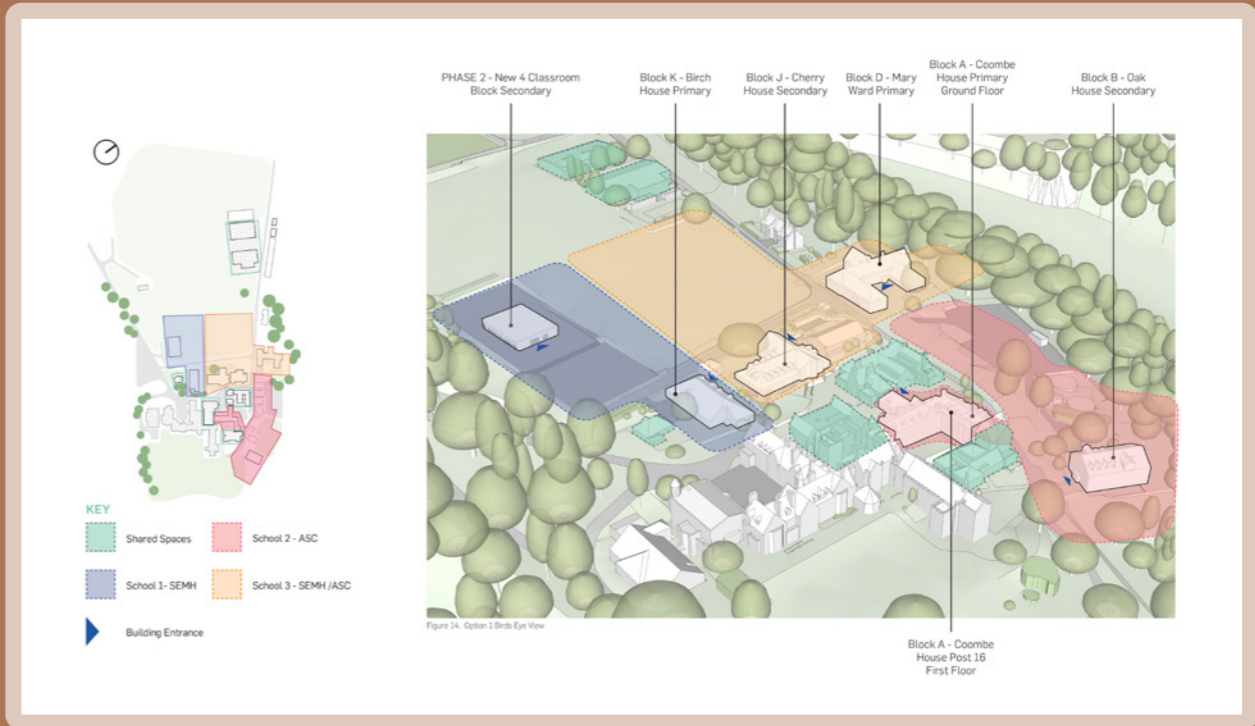 PHASE 2 - New 4 Classroom
Block Secondary
Block K - Birch
House Primary
Block J - Cherry
House Secondary
Block D - Mary
Ward Primary
Block A - Coombe
House Primary
Ground Floor
Block B - Oak
House Secondary
KEY
Shared Spaces
School 2 - ASC
School 1- SEMH
School 3 - SEMH /ASC
Building Entrance
Figure 14. Option 1 Birds Eye View
Block A - Coombe
House Post 16
First Floor